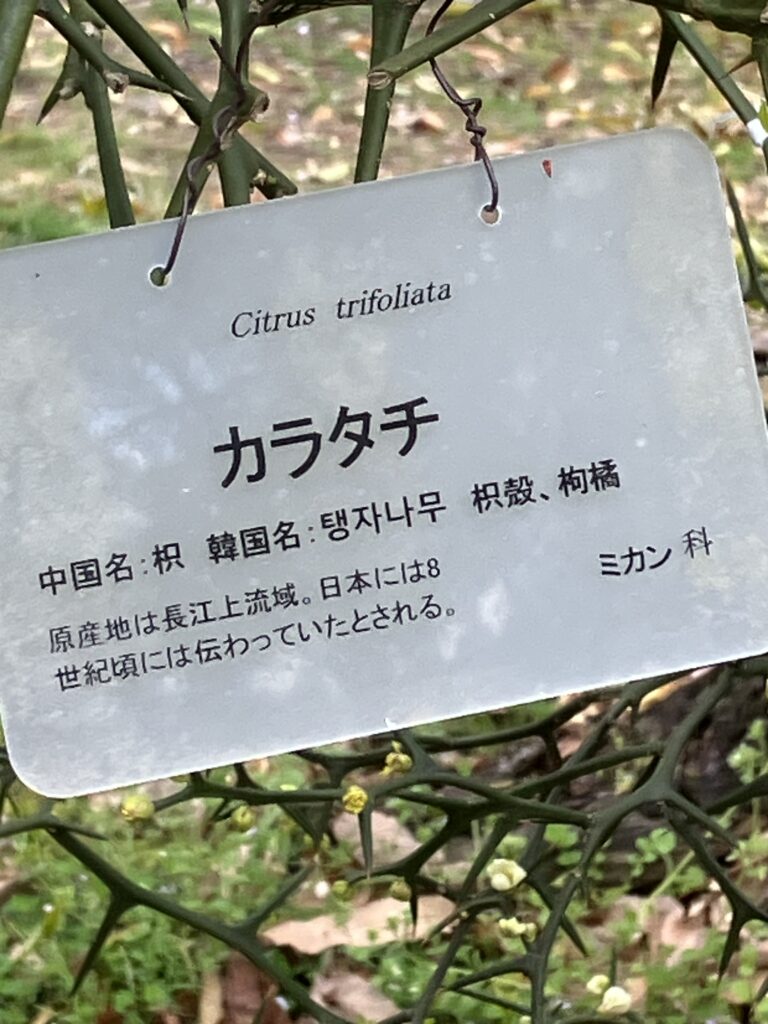 Citrus trifoliata
カラタチ
中国名:枳 韓国名:탱자나무 枳殻、枸橘
ミカン 科
原産地は長江上流域。日本には8
世紀頃には伝わっていたとされる。